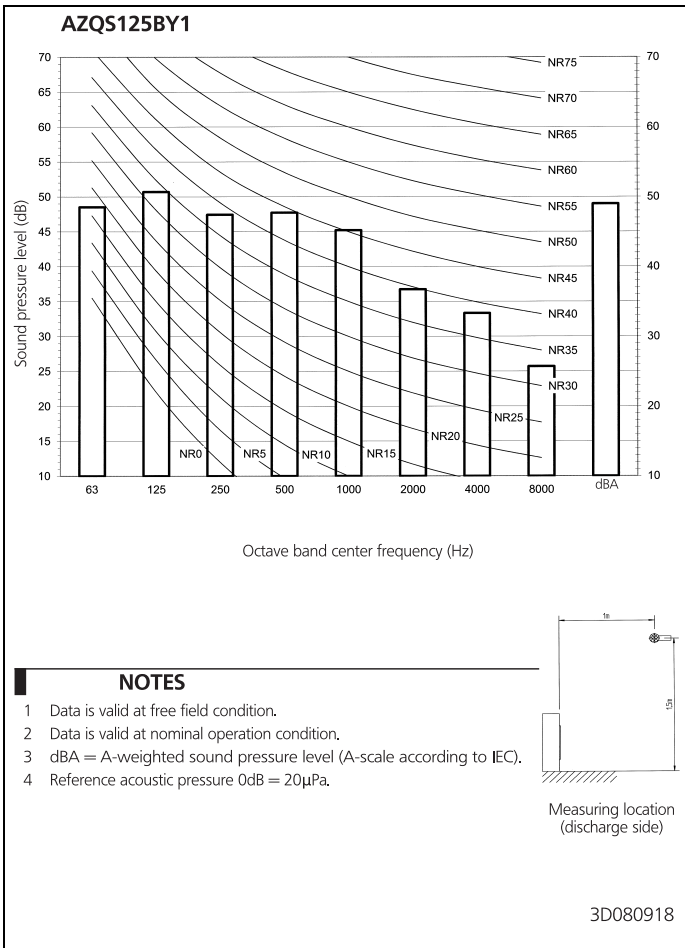 AZQS125BY1
70
65
60
55
50
45
40
35
30
25
20
15
10
Sound pressure level (dB)
NR75
NR70
NR65
NR60
NR55
NR50
NR45
NR40
NR35
NR30
NR25
NR20
NR15
NR10
NR5
NR0
70
60
50
40
30
20
10
63 125 250 500 1000 2000 4000 8000 dBA
Octave band center frequency (Hz)
NOTES
1 Data is valid at free field condition.
2 Data is valid at nominal operation condition.
3 dBA = A-weighted sound pressure level (A-scale according to IEC).
4 Reference acoustic pressure 0dB = 20µPa.
1m
1.5m
Measuring location
(discharge side)
3D080918